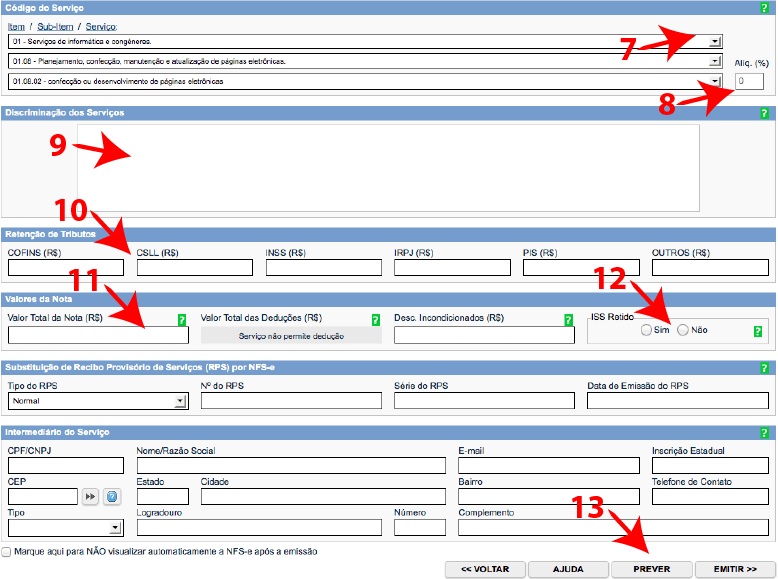 Código do Serviço ?
Item / Sub-Item / Serviço:
01 - Serviços de informática e congêneres. 7
01.08 - Planejamento, confecção, manutenção e atualização de páginas eletrônicas. Alíq. (%)
01.08.02 - confecção ou desenvolvimento de páginas eletrônicas 0
8
Discriminação dos Serviços ?
9
10
Retenção de Tributos
COFINS (R$) CSLL (R$) INSS (R$) IRPJ (R$) PIS (R$) OUTROS (R$)
11 12
Valores da Nota
Valor Total da Nota (R$) ? Valor Total das Deduções (R$) ? Desc. Incondicionados (R$) ? ISS Retido
Serviço não permite dedução Sim Não ?
Substituição de Recibo Provisório de Serviços (RPS) por NFS-e ?
Tipo do RPS Nº do RPS Série do RPS Data de Emissão do RPS
Normal
Intermediário do Serviço ?
CPF/CNPJ Nome/Razão Social E-mail Inscrição Estadual
CEP Estado Cidade Bairro Telefone de Contato
?
Tipo Logradouro Número Complemento
13
Marque aqui para NÃO visualizar automaticamente a NFS-e após a emissão
<< VOLTAR AJUDA PREVER EMITIR >>